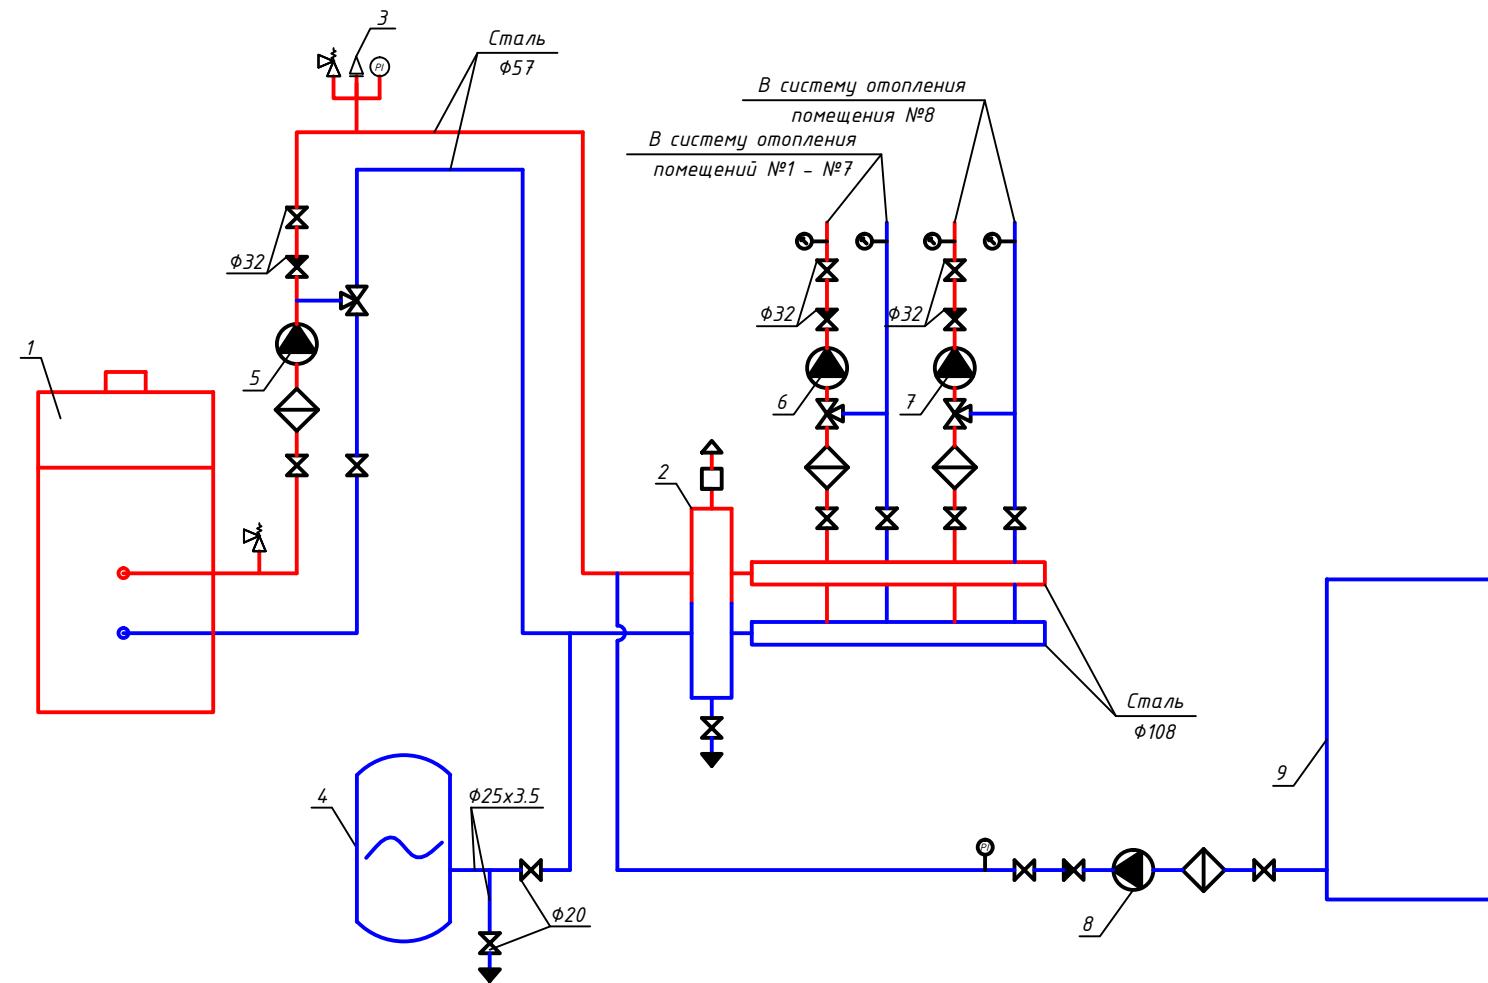 3
Сталь
Ф57
PI
В систему отопления
помещения №8
В систему отопления
помещений №1 - №7
Ф32
Ф32
Ф32
1
5
6
7
2
C
C
Сталь
Ф108
9
4
Ф25х3.5
PI
Ф20
8